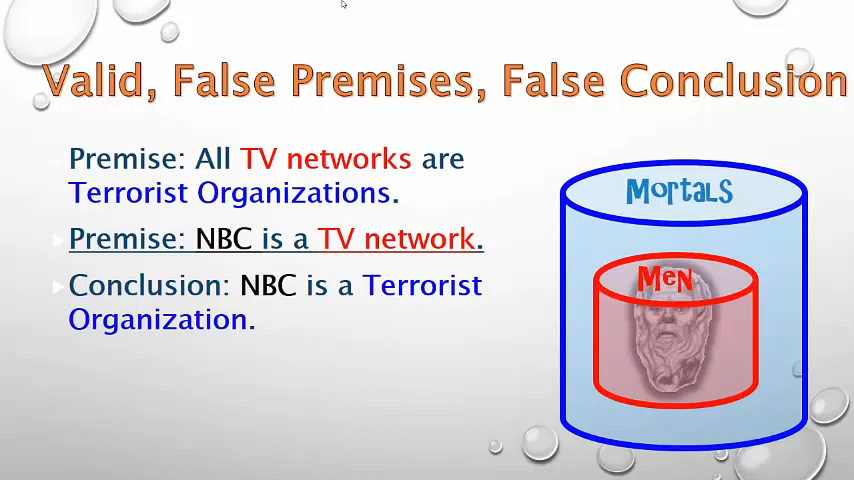 Valid, False Premises, False Conclusion
Premise: All TV networks are
Terrorist Organizations.
Premise: NBC is a TV network.
Conclusion: NBC is a Terrorist
Organization.
Mortals
Men